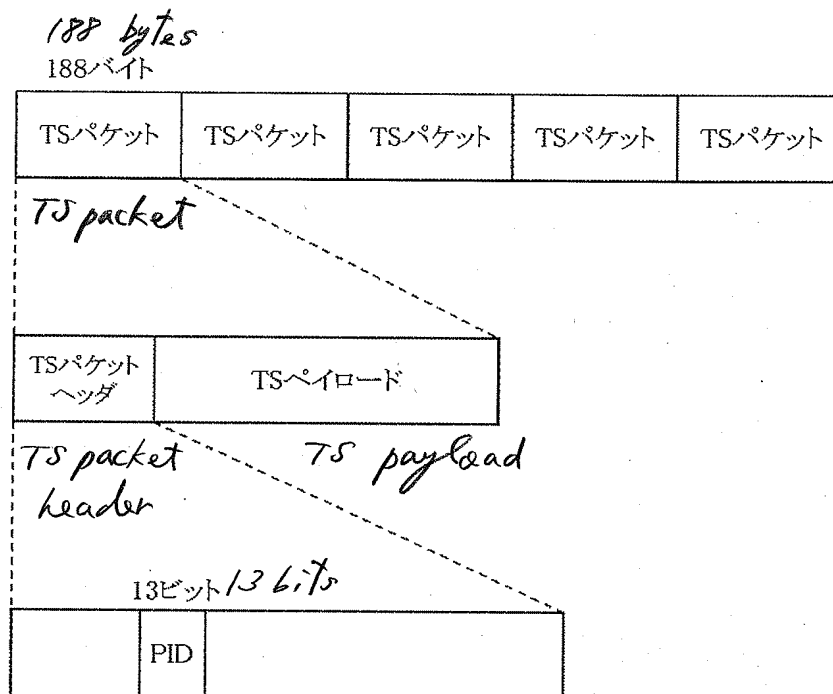 188 bytes
188バイト
TSパケット TSパケット TSパケット TSパケット TSパケット
TS packet
TSパケット
ヘッダ
TSペイロード
TS packet
header
TS payload
13ビット 13 bits
PID